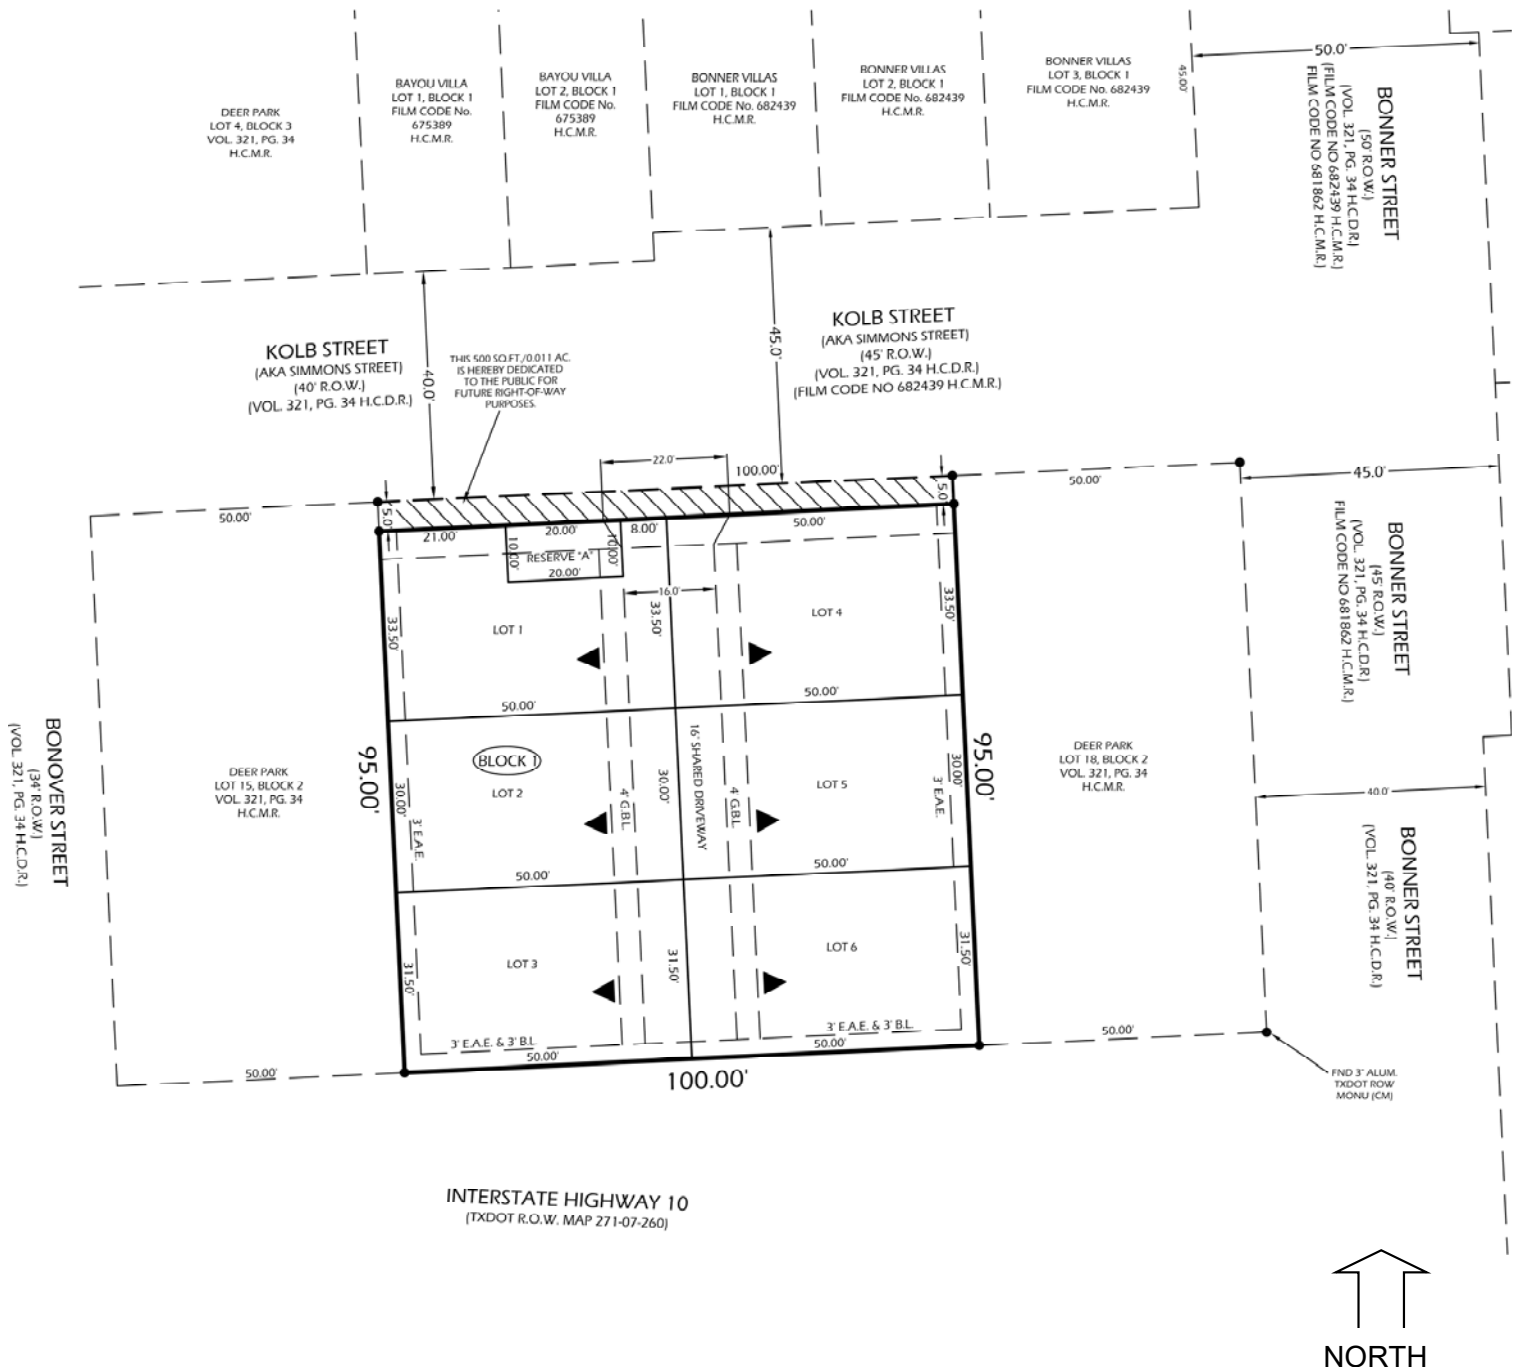 DEER PARK
LOT 4, BLOCK 3
VOL. 321, PG. 34
H.C.M.R.
BAYOU VILLA
LOT 1, BLOCK 1
FILM CODE No.
675389
H.C.M.R.
BAYOU VILLA
LOT 2, BLOCK 1
FILM CODE No.
675389
H.C.M.R.
BONNER VILLAS
LOT 1, BLOCK 1
FILM CODE No. 682439
H.C.M.R.
BONNER VILLAS
LOT 2, BLOCK 1
FILM CODE No. 682439
H.C.M.R.
BONNER VILLAS
LOT 3, BLOCK 1
FILM CODE No. 682439
H.C.M.R.
45.00'
50.0'
BONNER STREET
(50' R.O.W.)
(VOL. 321, PG. 34 H.C.D.R.)
(FILM CODE NO 682439 H.C.M.R.)
FILM CODE NO 681862 H.C.M.R.)
KOLB STREET
(AKA SIMMONS STREET)
(40' R.O.W.)
(VOL. 321, PG. 34 H.C.D.R.)
40.0'
THIS 500 SQ.FT./0.011 AC.
IS HEREBY DEDICATED
TO THE PUBLIC FOR
FUTURE RIGHT-OF-WAY
PURPOSES.
45.0'
KOLB STREET
(AKA SIMMONS STREET)
(45' R.O.W.)
(VOL. 321, PG. 34 H.C.D.R.)
(FILM CODE NO 682439 H.C.M.R.)
22.0'
100.00'
50.00'
50.00'
45.0'
5.0'
5.0'
21.00'
20.00'
8.00'
50.00'
10.00'
RESERVE "A"
10.00'
20.00'
16.0'
33.50'
33.50'
33.50'
LOT 1
LOT 4
BONNER STREET
(45' R.O.W.)
(VOL. 321, PG. 34 H.C.D.R)
FILM CODE NO 681862 H.C.M.R.)
50.00'
50.00'
BONOVER STREET
(34' R.O.W.)
(VOL. 321, PG. 34 H.C.D.R.)
DEER PARK
LOT 15, BLOCK 2
VOL. 321, PG. 34
H.C.M.R.
95.00'
BLOCK 1
LOT 2
30.00'
3' E.A.E.
4' G.B.L.
30.00'
16' SHARED DRIVEWAY
4' G.B.L.
LOT 5
3' E.A.E.
30.00'
95.00'
DEER PARK
LOT 18, BLOCK 2
VOL. 321, PG. 34
H.C.M.R.
40.0'
BONNER STREET
(40' R.O.W.)
(VOL. 321, PG. 34 H.C.D.R.)
50.00'
50.00'
31.50'
LOT 3
31.50'
LOT 6
31.50'
3' E.A.E. & 3' B.L.
3' E.A.E. & 3' B.L.
50.00'
50.00'
50.00'
50.00'
100.00'
FND 3" ALUM.
TXDOT ROW
MONU (CM)
INTERSTATE HIGHWAY 10
(TXDOT R.O.W. MAP 271-07-260)
NORTH